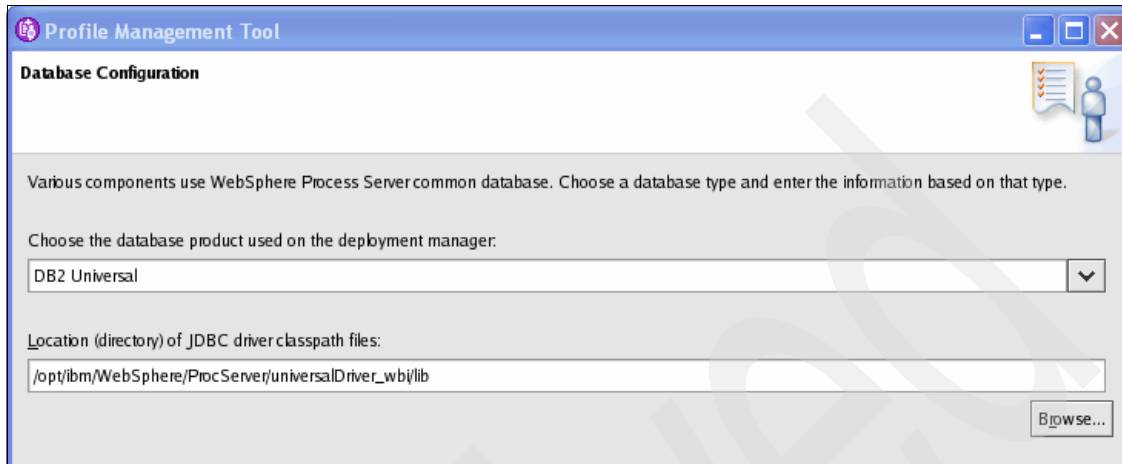 Profile Management Tool
Database Configuration
Various components use WebSphere Process Server common database. Choose a database type and enter the information based on that type.
Choose the database product used on the deployment manager:
DB2 Universal
Location (directory) of JDBC driver classpath files:
/opt/ibm/WebSphere/ProcServer/universalDriver_wbi/lib
Browse...